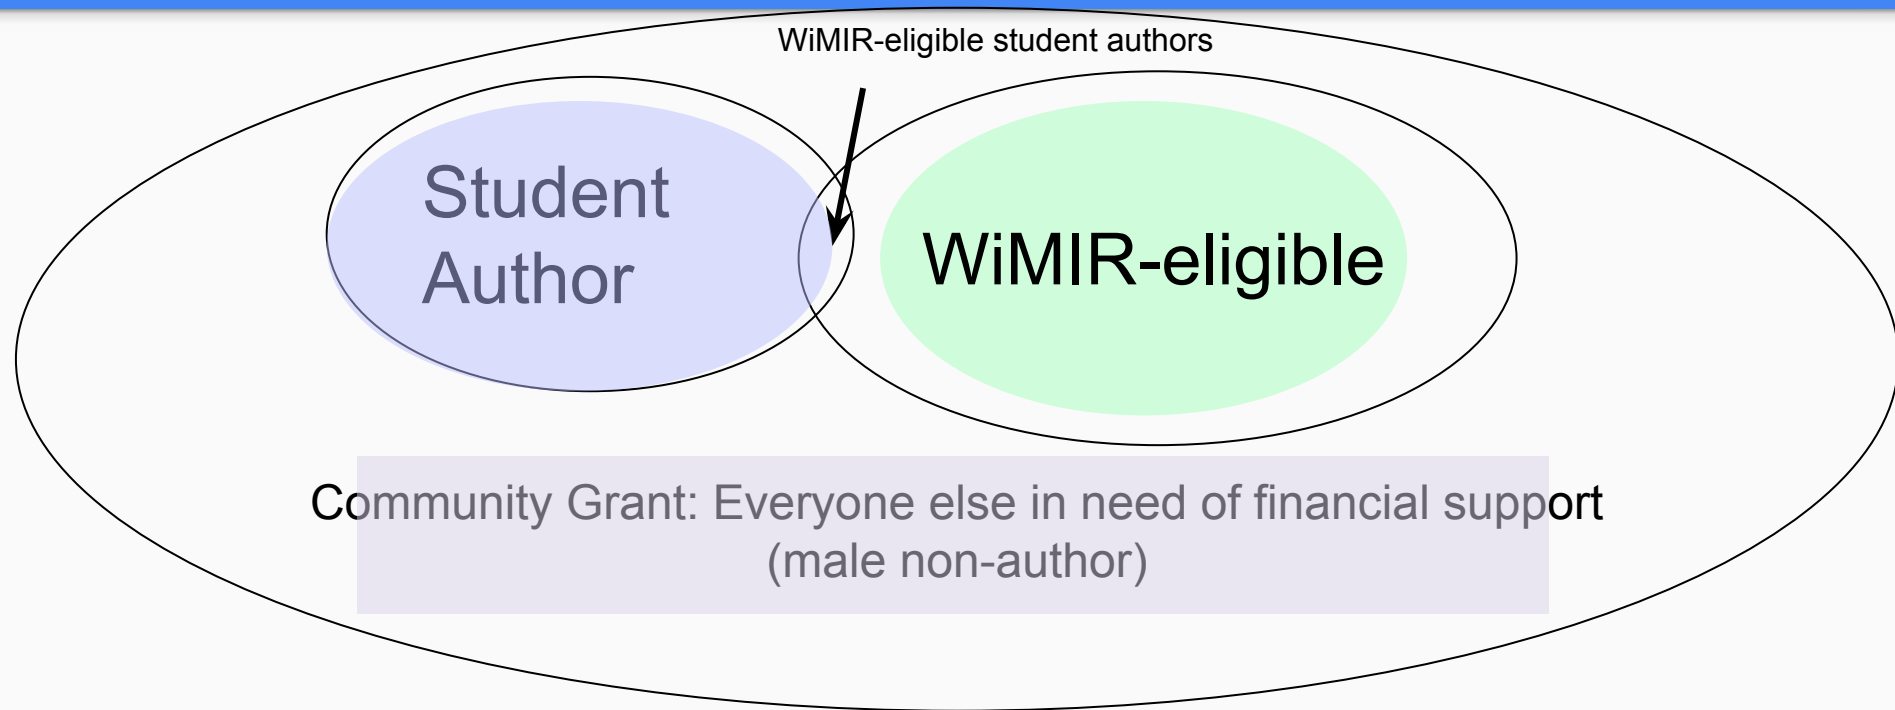 WiMIR-eligible student authors
Student
Author
WiMIR-eligible
Community Grant: Everyone else in need of financial support
(male non-author)